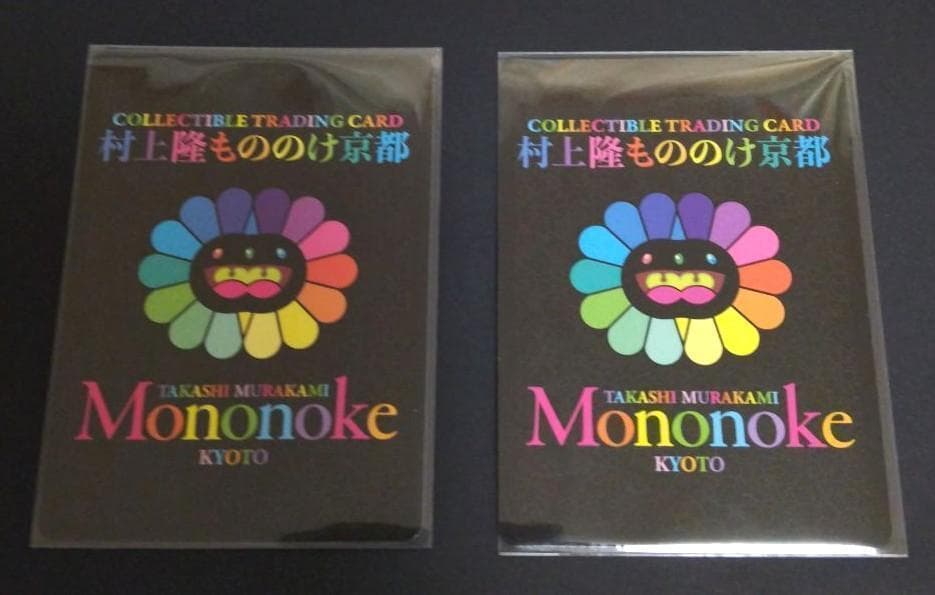 COLLECTIBLE TRADING CARD
村上隆もののけ京都
TAKASHI MURAKAMI
Mononoke
KYOTO
COLLECTIBLE TRADING CARD
村上隆もののけ京都
TAKASHI MURAKAMI
Mononoke
KYOTO